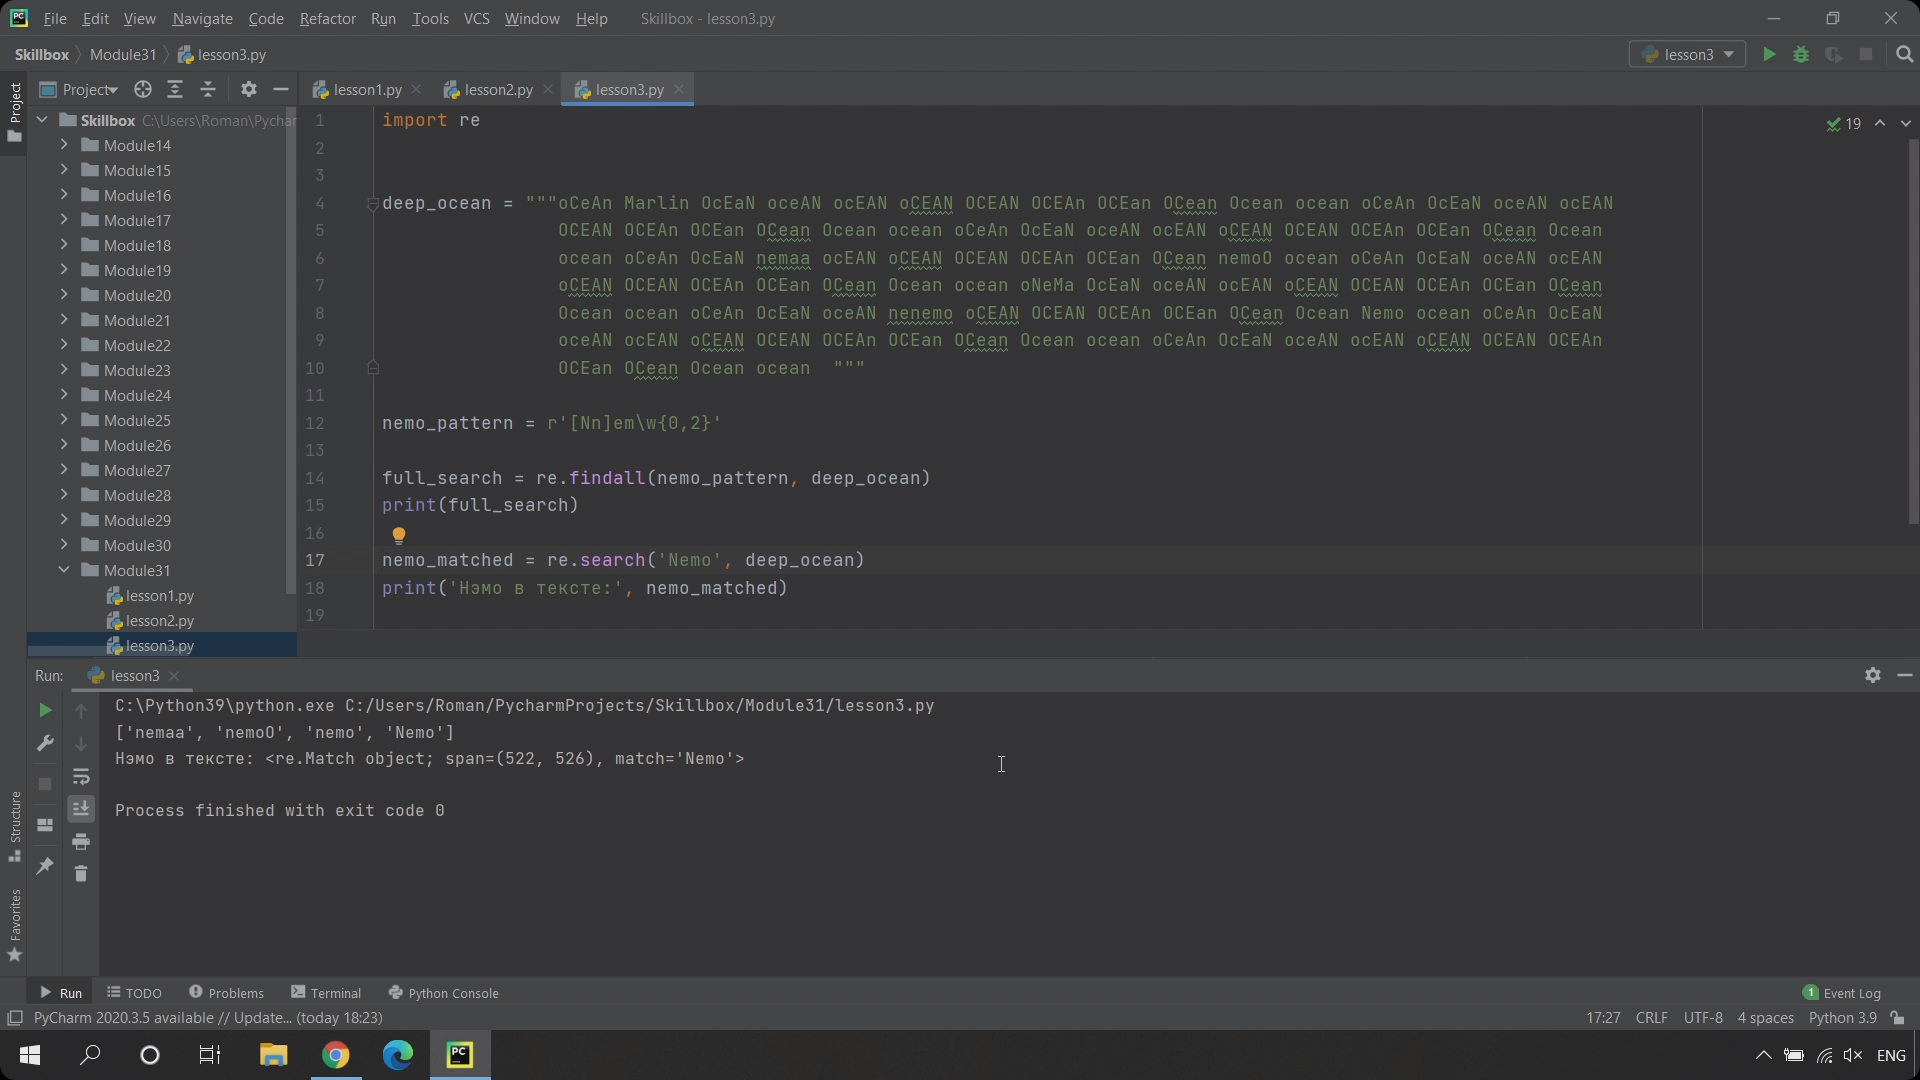 File Edit View Navigate Code Refactor Run Tools VCS Window Help Skillbox - lesson3.py
Skillbox Module31 lesson3.py lesson3
Project lesson1.py lesson2.py lesson3.py
Project
Skillbox C:\Users\Roman\Pychar
Module14
Module15
Module16
Module17
Module18
Module19
Module20
Module21
Module22
Module23
Module24
Module25
Module26
Module27
Module28
Module29
Module30
Module31
lesson1.py
lesson2.py
lesson3.py
19
1 import re
2
3
4 deep_ocean = """oCeAn Marlin OcEaN oceAN ocEAN oCEAN OCEAN OCEAn OCEan OCean Ocean ocean oCeAn OcEaN oceAN ocEAN
5 OCEAN OCEAn OCEan OCean Ocean ocean oCeAn OcEaN oceAN ocEAN oCEAN OCEAN OCEAn OCEan OCean Ocean
6 ocean oCeAn OcEaN nemaa ocEAN oCEAN OCEAN OCEAn OCEan OCean nemoO ocean oCeAn OcEaN oceAN ocEAN
7 oCEAN OCEAN OCEAn OCEan OCean Ocean ocean oNeMa OcEaN oceAN ocEAN oCEAN OCEAN OCEAn OCEan OCean
8 Ocean ocean oCeAn OcEaN oceAN nenemo oCEAN OCEAN OCEAn OCEan OCean Ocean Nemo ocean oCeAn OcEaN
9 oceAN ocEAN oCEAN OCEAN OCEAn OCEan OCean Ocean ocean oCeAn OcEaN oceAN ocEAN oCEAN OCEAN OCEAn
10 OCEan OCean Ocean ocean """
11
12 nemo_pattern = r'[Nn]em\w{0,2}'
13
14 full_search = re.findall(nemo_pattern, deep_ocean)
15 print(full_search)
16
17 nemo_matched = re.search('Nemo', deep_ocean)
18 print('Нэмо в тексте:', nemo_matched)
19
Run: lesson3
C:\Python39\python.exe C:/Users/Roman/PycharmProjects/Skillbox/Module31/lesson3.py
['nemaa', 'nemoO', 'nemo', 'Nemo']
Нэмо в тексте: <re.Match object; span=(522, 526), match='Nemo'>
Process finished with exit code 0
Structure
Favorites
Run TODO Problems Terminal Python Console 1 Event Log
PyCharm 2020.3.5 available // Update... (today 18:23) 17:27 CRLF UTF-8 4 spaces Python 3.9
PC ENG